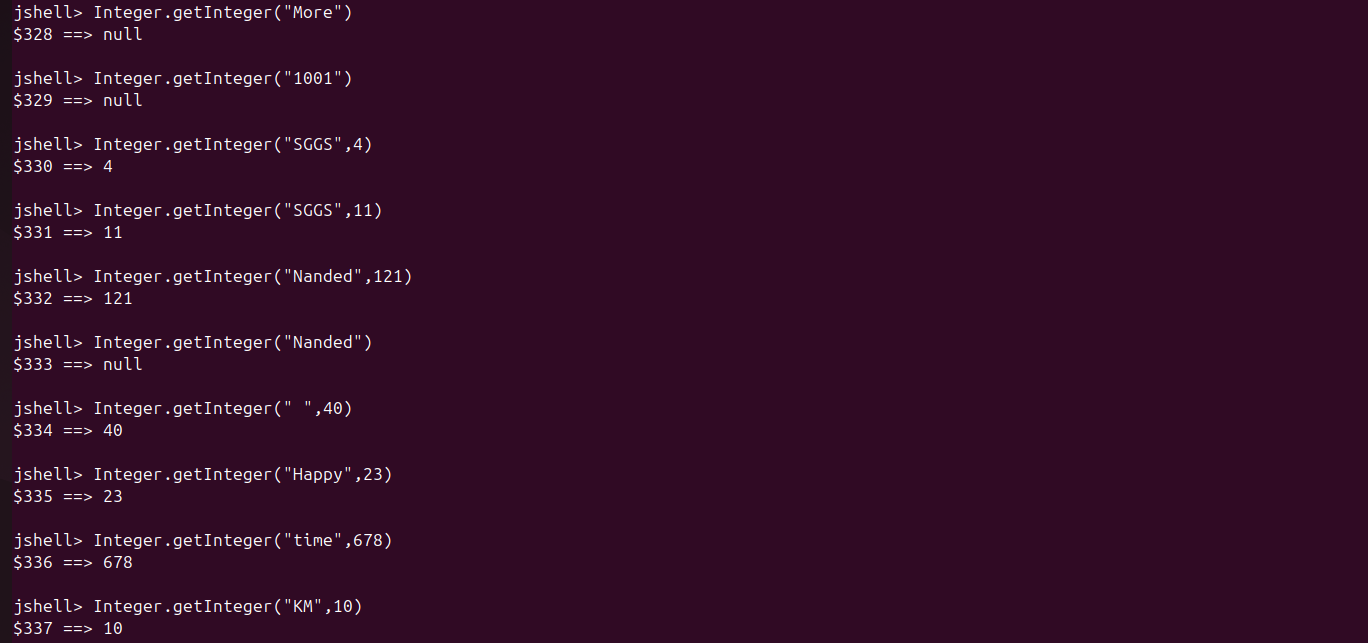 jshell> Integer.getInteger("More")
$328 ==> null
jshell> Integer.getInteger("1001")
$329 ==> null
jshell> Integer.getInteger("SGGS",4)
$330 ==> 4
jshell> Integer.getInteger("SGGS",11)
$331 ==> 11
jshell> Integer.getInteger("Nanded",121)
$332 ==> 121
jshell> Integer.getInteger("Nanded")
$333 ==> null
jshell> Integer.getInteger(" ",40)
$334 ==> 40
jshell> Integer.getInteger("Happy",23)
$335 ==> 23
jshell> Integer.getInteger("time",678)
$336 ==> 678
jshell> Integer.getInteger("KM",10)
$337 ==> 10